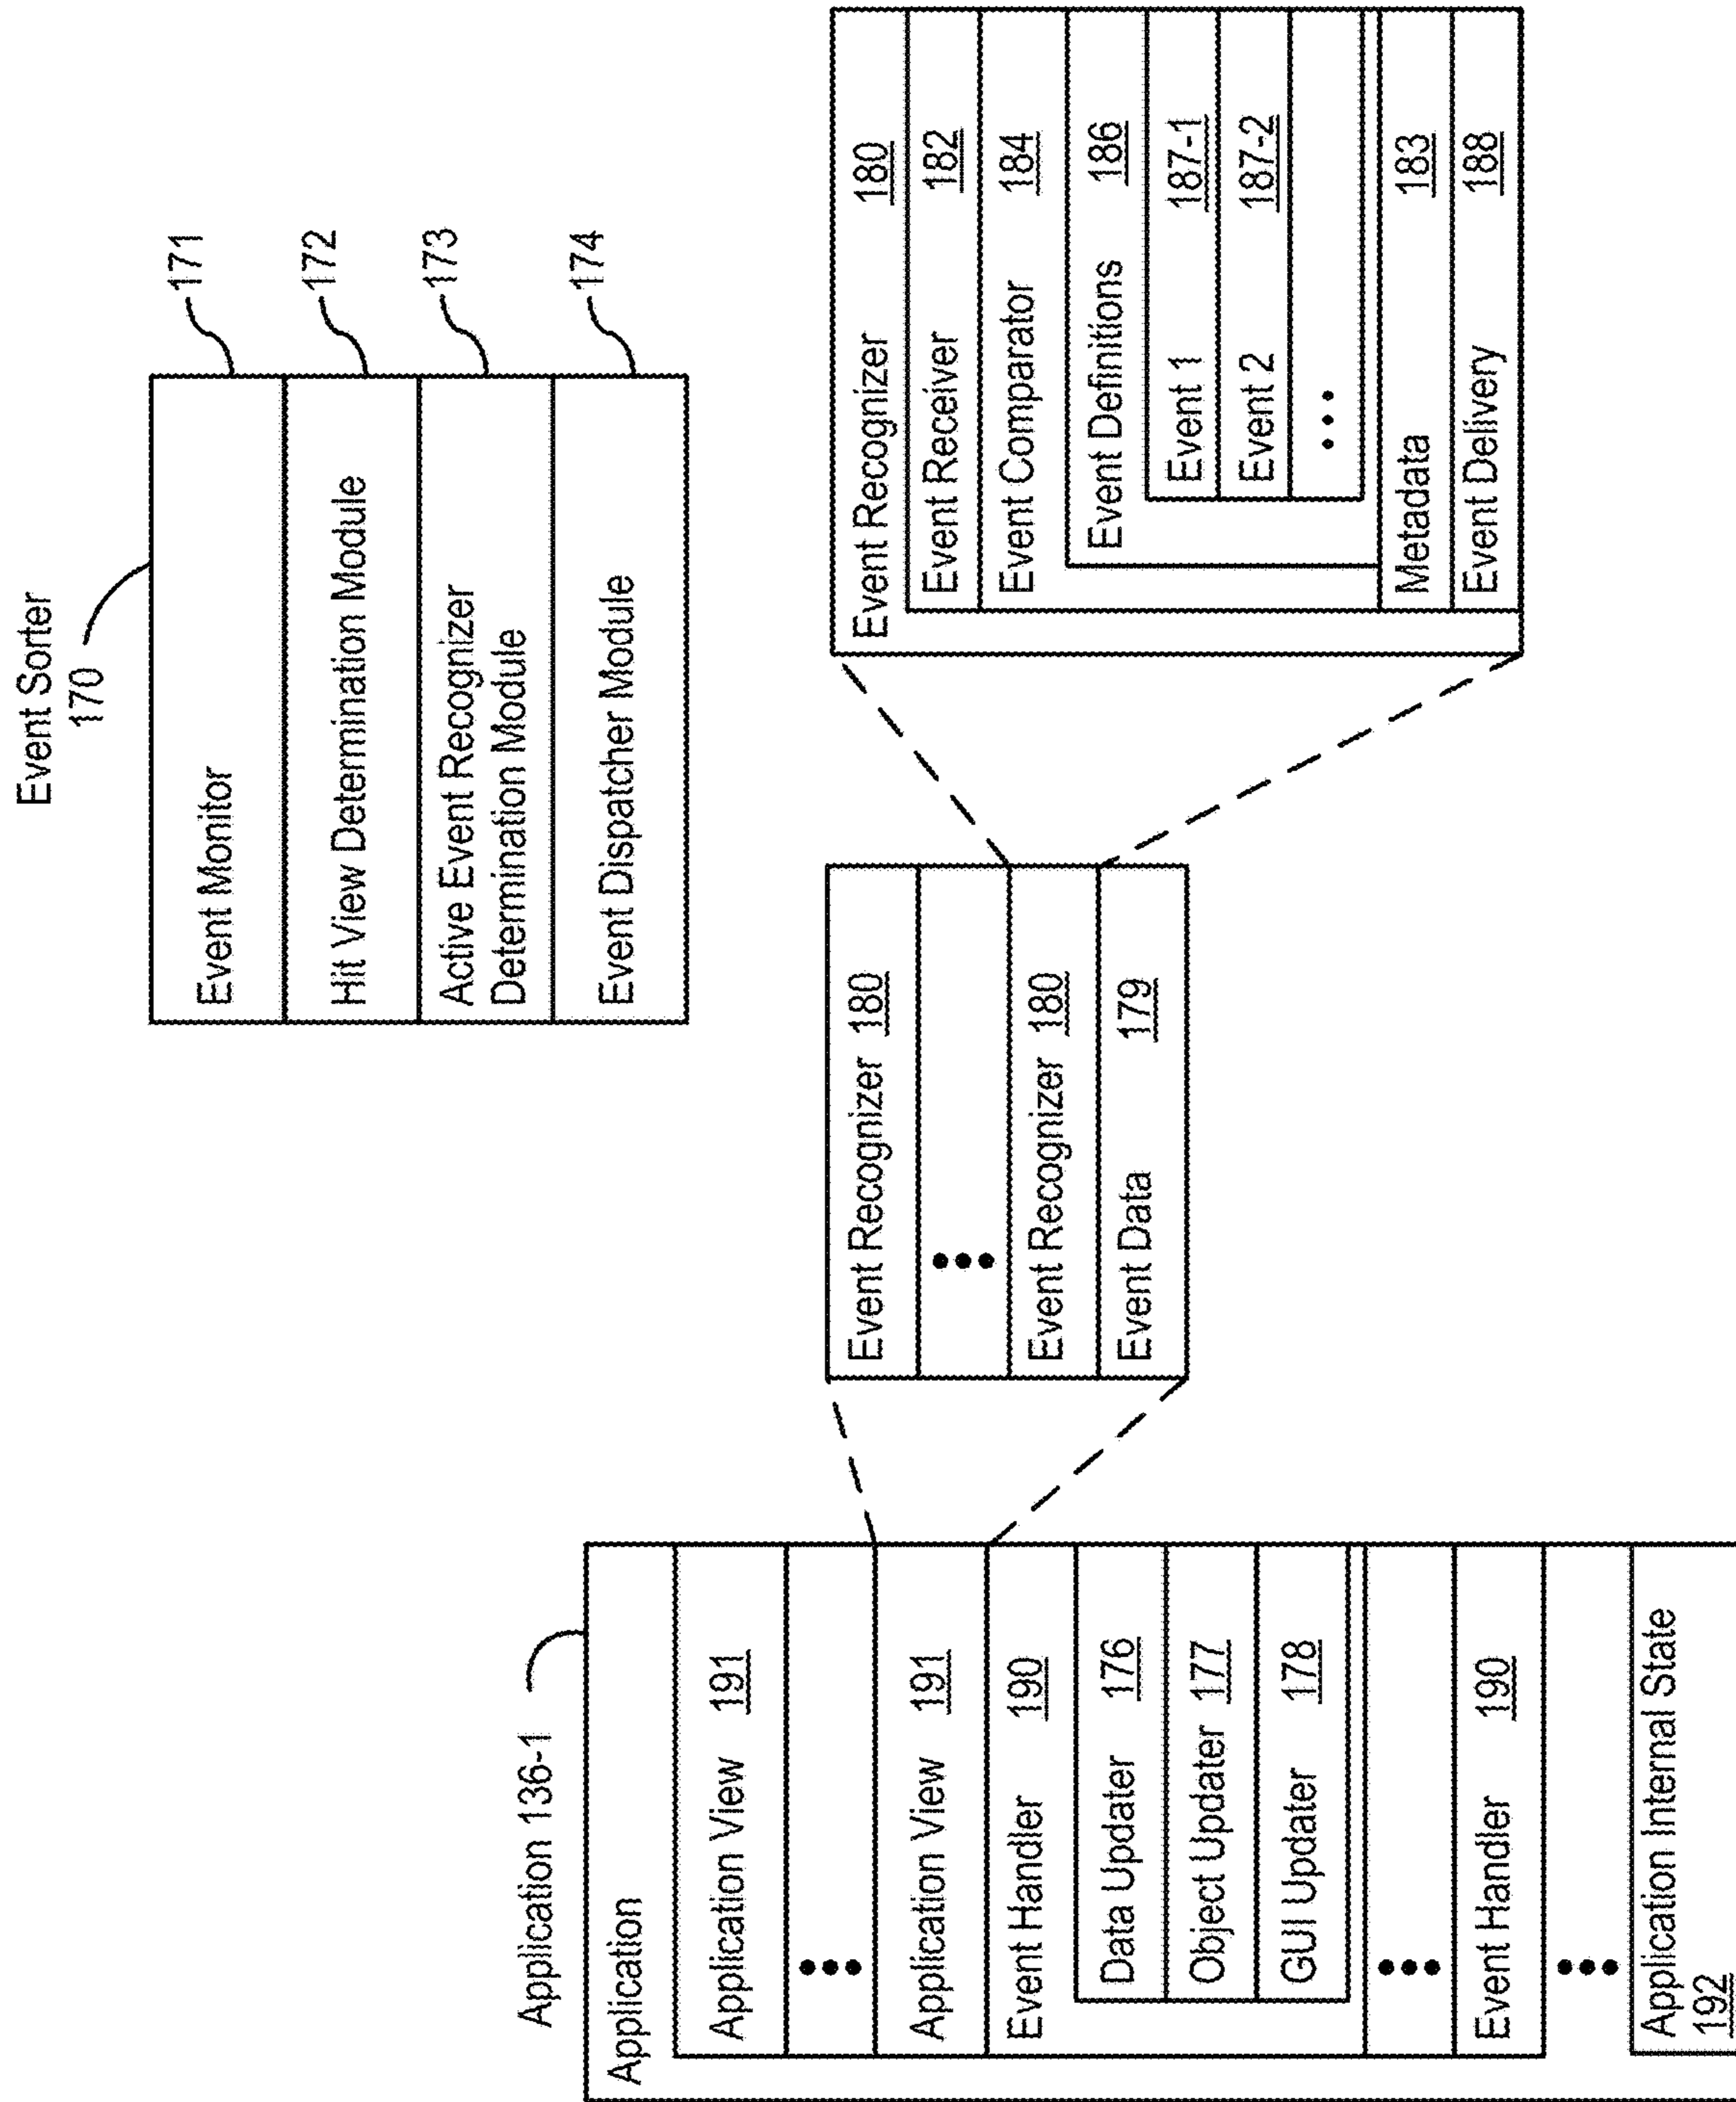 Event Sorter
170
Event Monitor
171
Hit View Determination Module
172
Active Event Recognizer
Determination Module
173
Event Dispatcher Module
174
Application 136-1
Application
Application View 191
•••
Application View 191
Event Handler 190
Data Updater 176
Object Updater 177
GUI Updater 178
•••
Event Handler 190
•••
Application Internal State
192
Event Recognizer 180
•••
Event Recognizer 180
Event Data 179
Event Recognizer 180
Event Receiver 182
Event Comparator 184
Event Definitions 186
Event 1 187-1
Event 2 187-2
•••
Metadata 183
Event Delivery 188